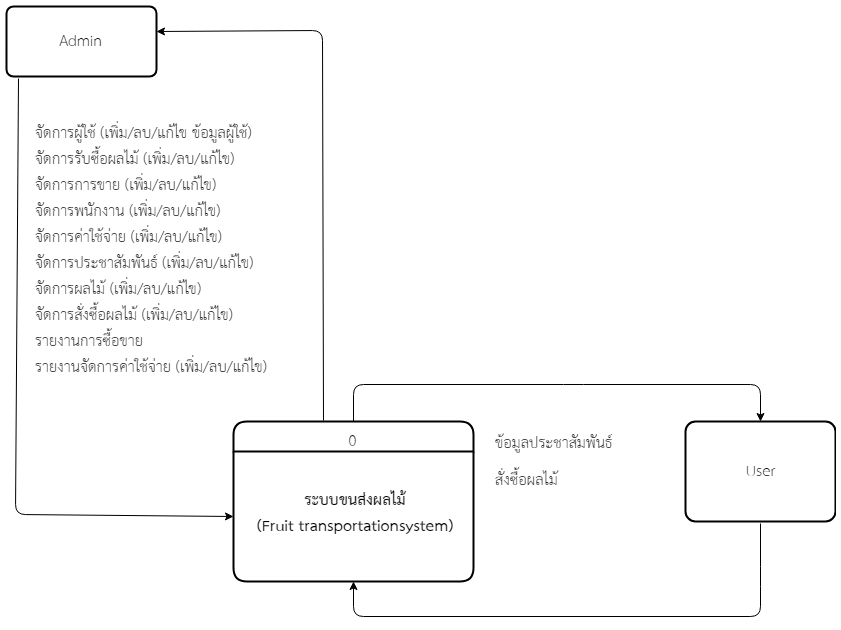 Admin
จัดการผู้ใช้ (เพิ่ม/ลบ/แก้ไข ข้อมูลผู้ใช้)
จัดการรับซื้อผลไม้ (เพิ่ม/ลบ/แก้ไข)
จัดการการขาย (เพิ่ม/ลบ/แก้ไข)
จัดการพนักงาน (เพิ่ม/ลบ/แก้ไข)
จัดการค่าใช้จ่าย (เพิ่ม/ลบ/แก้ไข)
จัดการประชาสัมพันธ์ (เพิ่ม/ลบ/แก้ไข)
จัดการผลไม้ (เพิ่ม/ลบ/แก้ไข)
จัดการสั่งซื้อผลไม้ (เพิ่ม/ลบ/แก้ไข)
รายงานการซื้อขาย
รายงานจัดการค่าใช้จ่าย (เพิ่ม/ลบ/แก้ไข)
0
ระบบขนส่งผลไม้
(Fruit transportationsystem)
ข้อมูลประชาสัมพันธ์
สั่งซื้อผลไม้
User